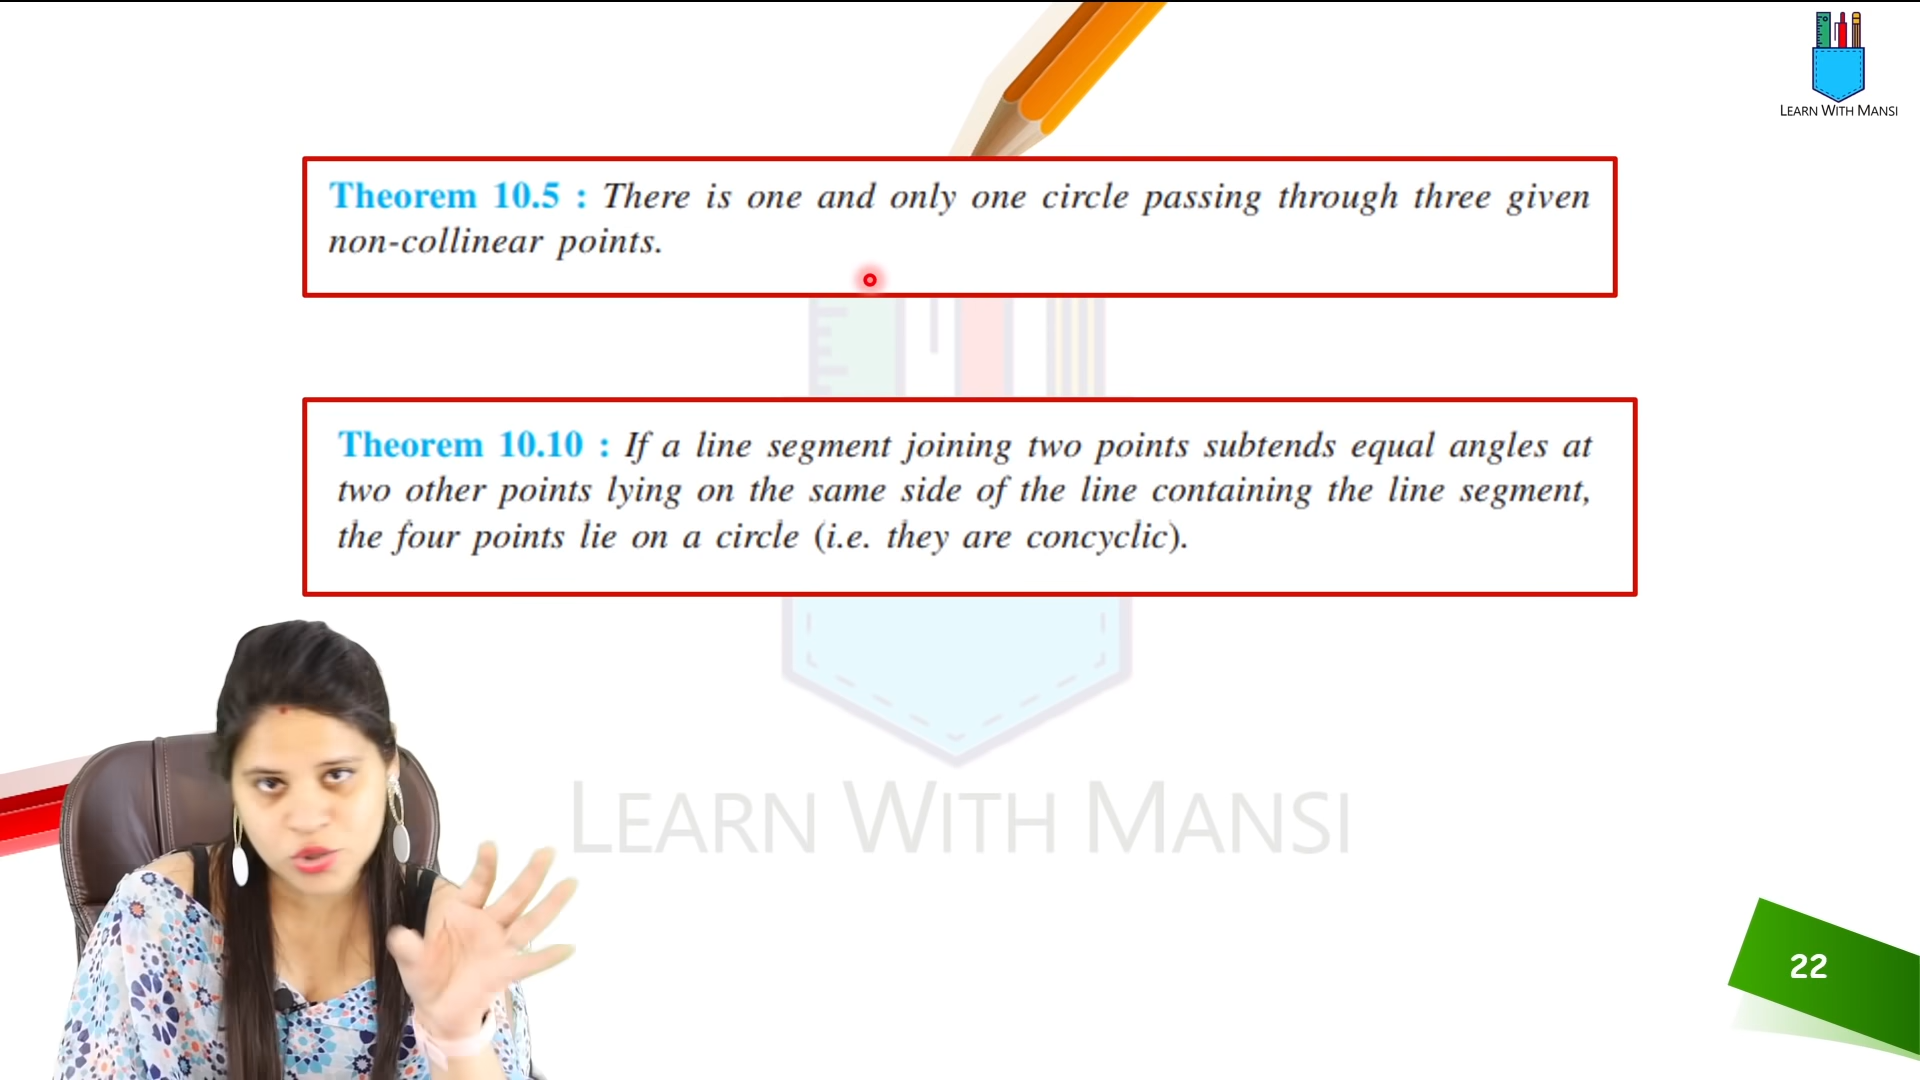 LEARN WITH MANSI
Theorem 10.5 : There is one and only one circle passing through three given
non-collinear points.
Theorem 10.10 : If a line segment joining two points subtends equal angles at
two other points lying on the same side of the line containing the line segment,
the four points lie on a circle (i.e. they are concyclic).
LEARN WITH MANSI
22